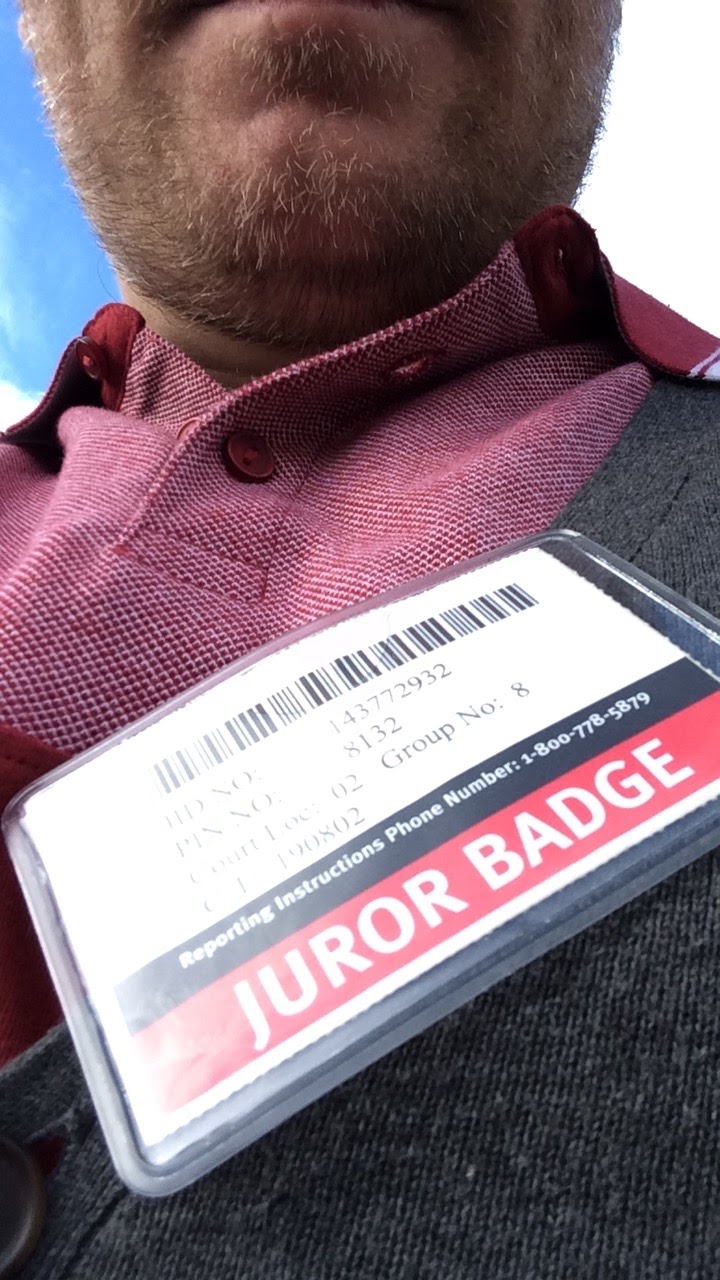 JID NO: 143772932
PIN NO: 8132
Court Loc: 02 Group No: 8
190802
Reporting Instructions Phone Number: 1-800-778-5879
JUROR BADGE